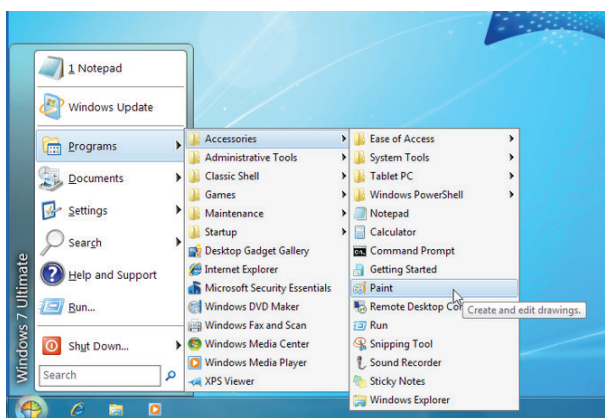 1 Notepad
Windows Update
Programs
Documents
Settings
Search
Help and Support
Run...
Shut Down...
Search
Windows 7 Ultimate
Accessories
Administrative Tools
Classic Shell
Games
Maintenance
Startup
Desktop Gadget Gallery
Internet Explorer
Microsoft Security Essentials
Windows DVD Maker
Windows Fax and Scan
Windows Media Center
Windows Media Player
XPS Viewer
Ease of Access
System Tools
Tablet PC
Windows PowerShell
Notepad
Calculator
Command Prompt
Getting Started
Paint
Remote Desktop
Create and edit drawings.
Run
Snipping Tool
Sound Recorder
Sticky Notes
Windows Explorer